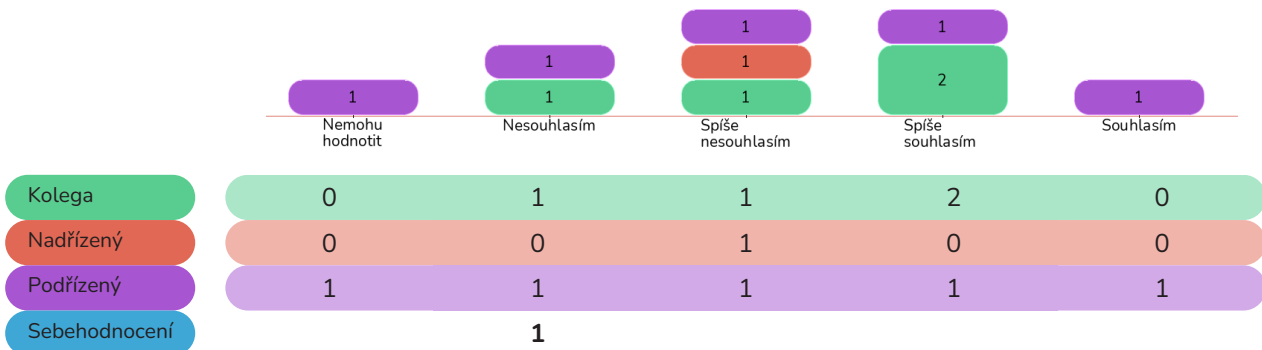 1
1
1
1
1
1
1
2
1
Nemohu
hodnotit
Nesouhlasím
Spíše
nesouhlasím
Spíše
souhlasím
Souhlasím
Kolega 0 1 1 2 0
Nadřízený 0 0 1 0 0
Podřízený 1 1 1 1 1
Sebehodnocení 1